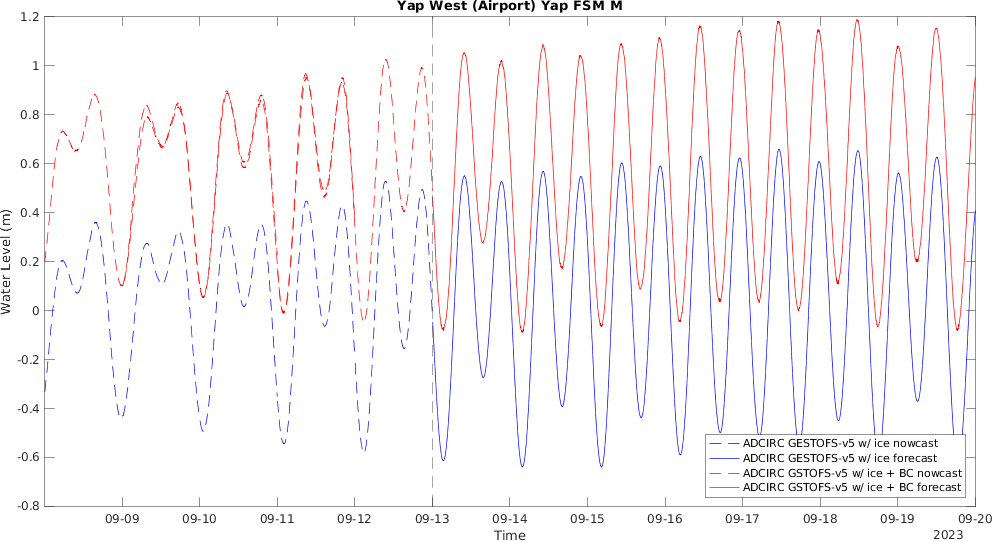 Yap West (Airport) Yap FSM M
1.2
1
0.8
0.6
0.4
0.2
0
-0.2
-0.4
-0.6
-0.8
Water Level (m)
ADCIRC GESTOFS-v5 w/ ice nowcast
ADCIRC GESTOFS-v5 w/ ice forecast
ADCIRC GSTOFS-v5 w/ ice + BC nowcast
ADCIRC GSTOFS-v5 w/ ice + BC forecast
09-09 09-10 09-11 09-12 09-13 09-14 09-15 09-16 09-17 09-18 09-19 09-20
Time
2023